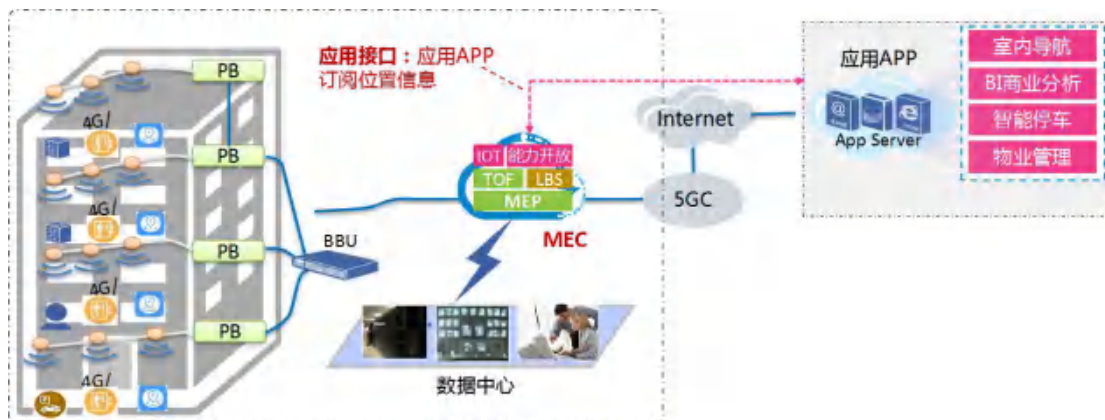 应用接口：应用APP
订阅位置信息
PB
4G/
PB
4G/
PB
4G/
PB
4G/
BBU
IOT 能力开放
TOF LBS
MEP
MEC
数据中心
Internet
5GC
应用APP
App Server
室内导航
BI商业分析
智能停车
物业管理